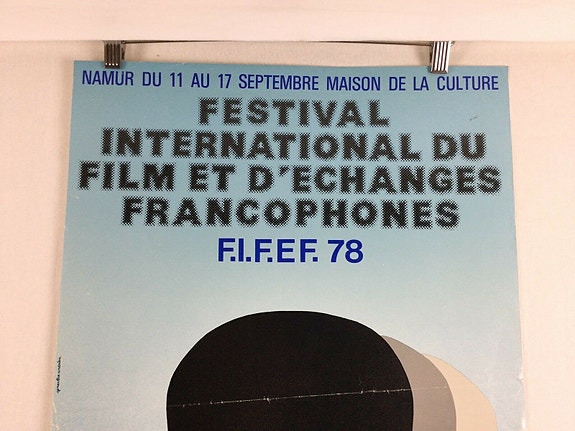 NAMUR DU 11 AU 17 SEPTEMBRE MAISON DE LA CULTURE
FESTIVAL
INTERNATIONAL DU
FILM ET D'ECHANGES
FRANCOPHONES
F.I.F.E.F. 78